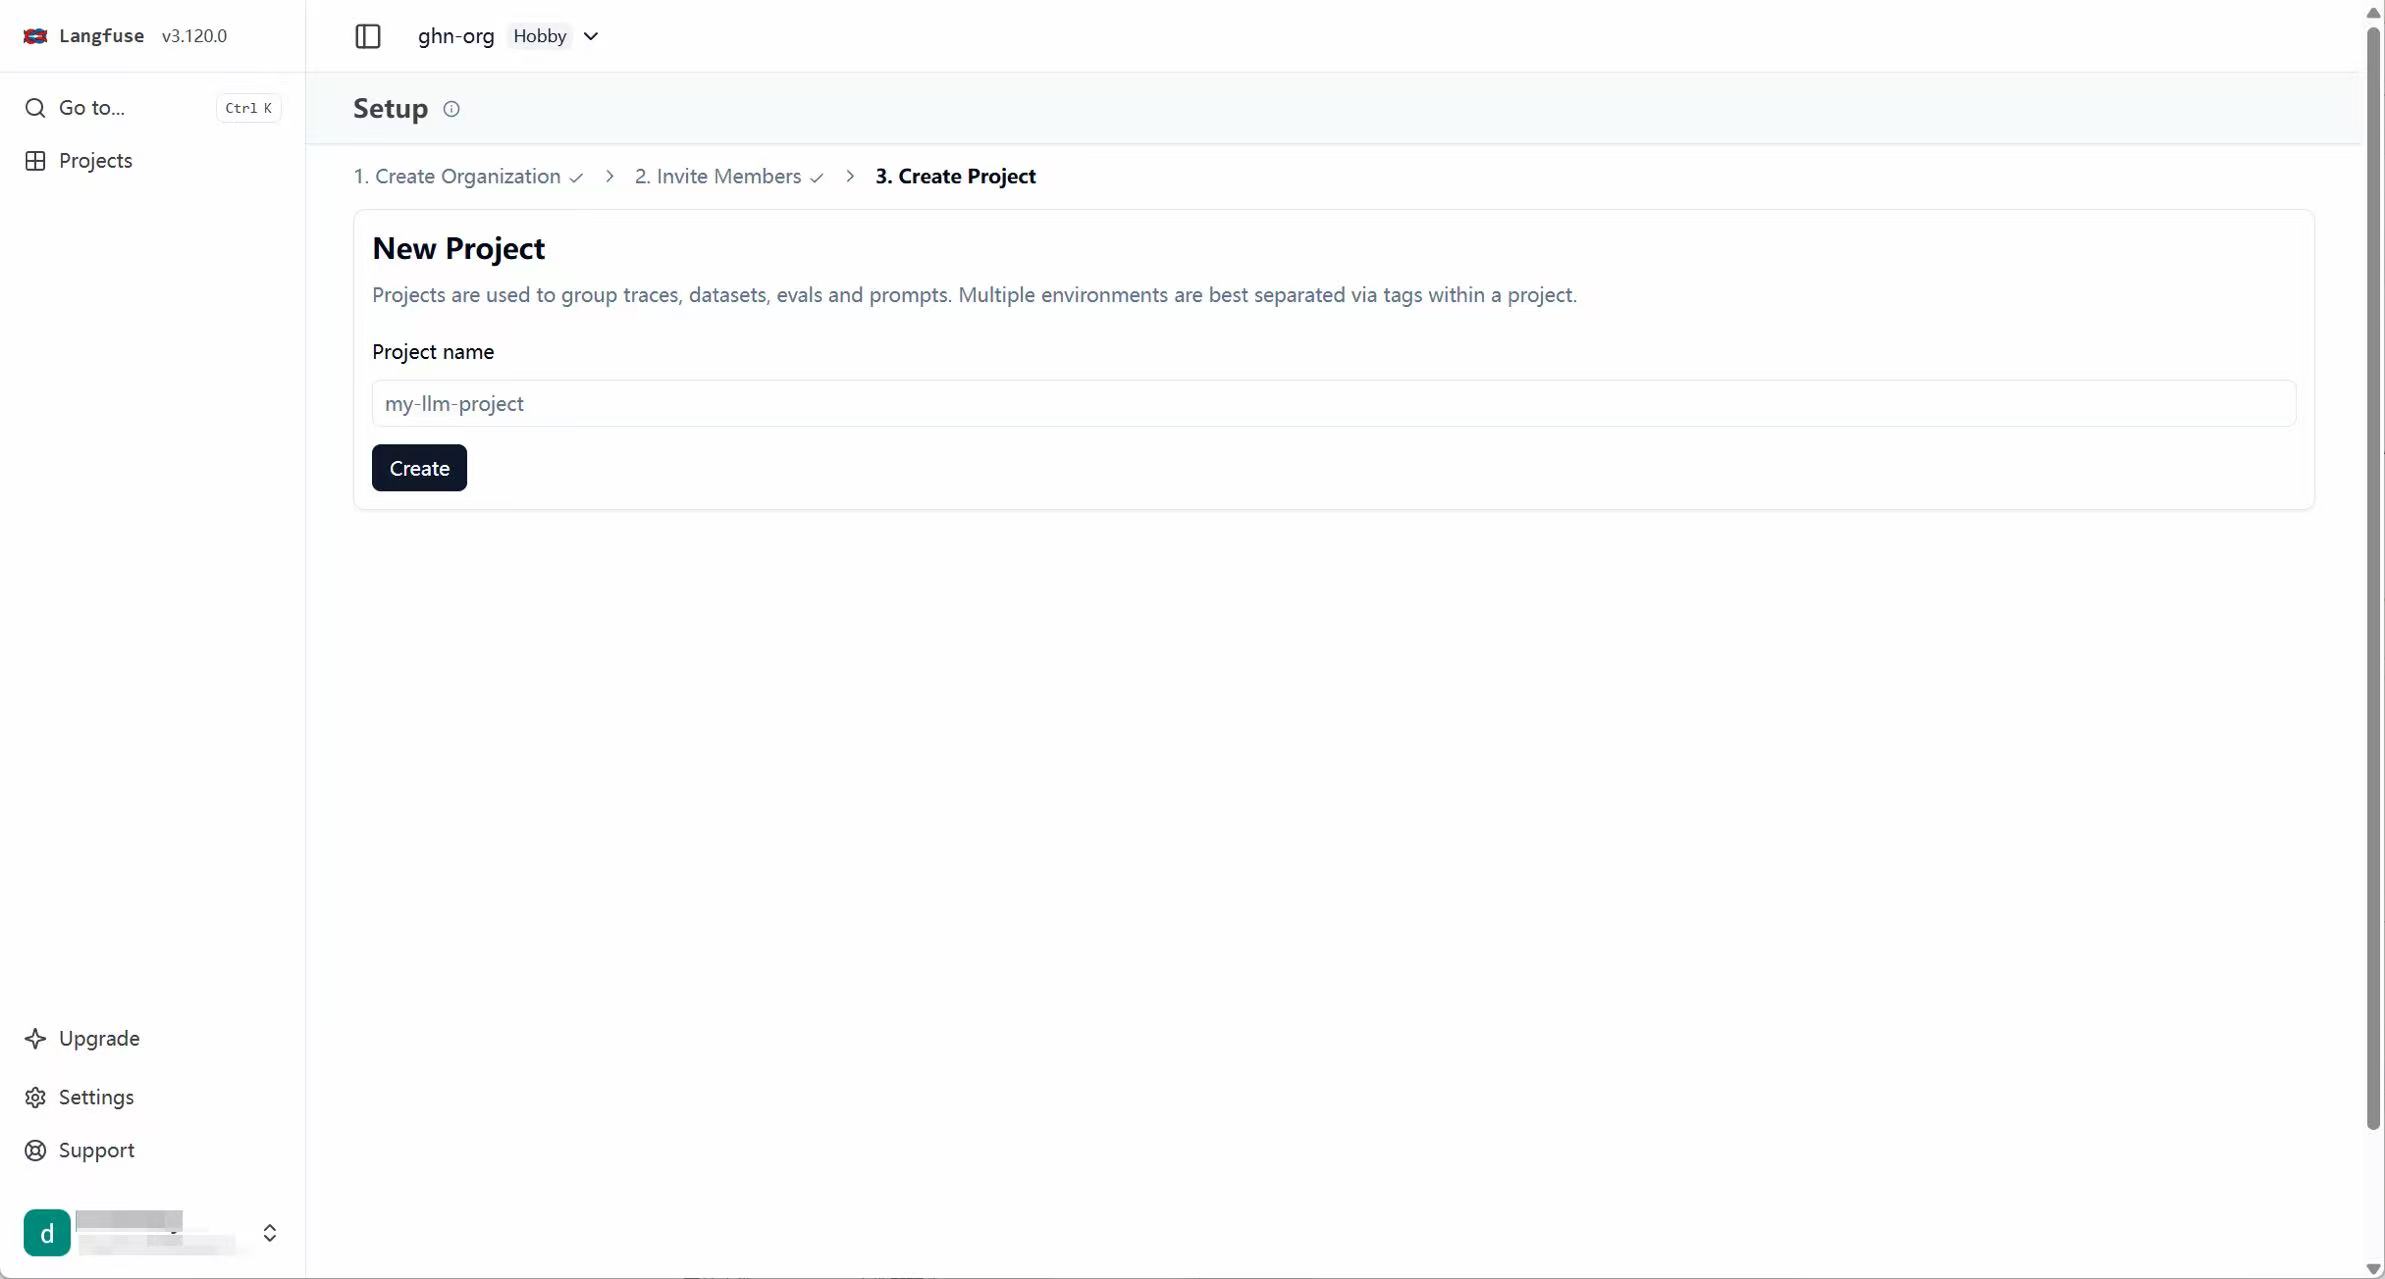 Langfuse v3.120.0
ghn-org Hobby
Go to... Ctrl K
Projects
Setup
1. Create Organization 2. Invite Members 3. Create Project
New Project
Projects are used to group traces, datasets, evals and prompts. Multiple environments are best separated via tags within a project.
Project name
my-llm-project
Create
Upgrade
Settings
Support
d